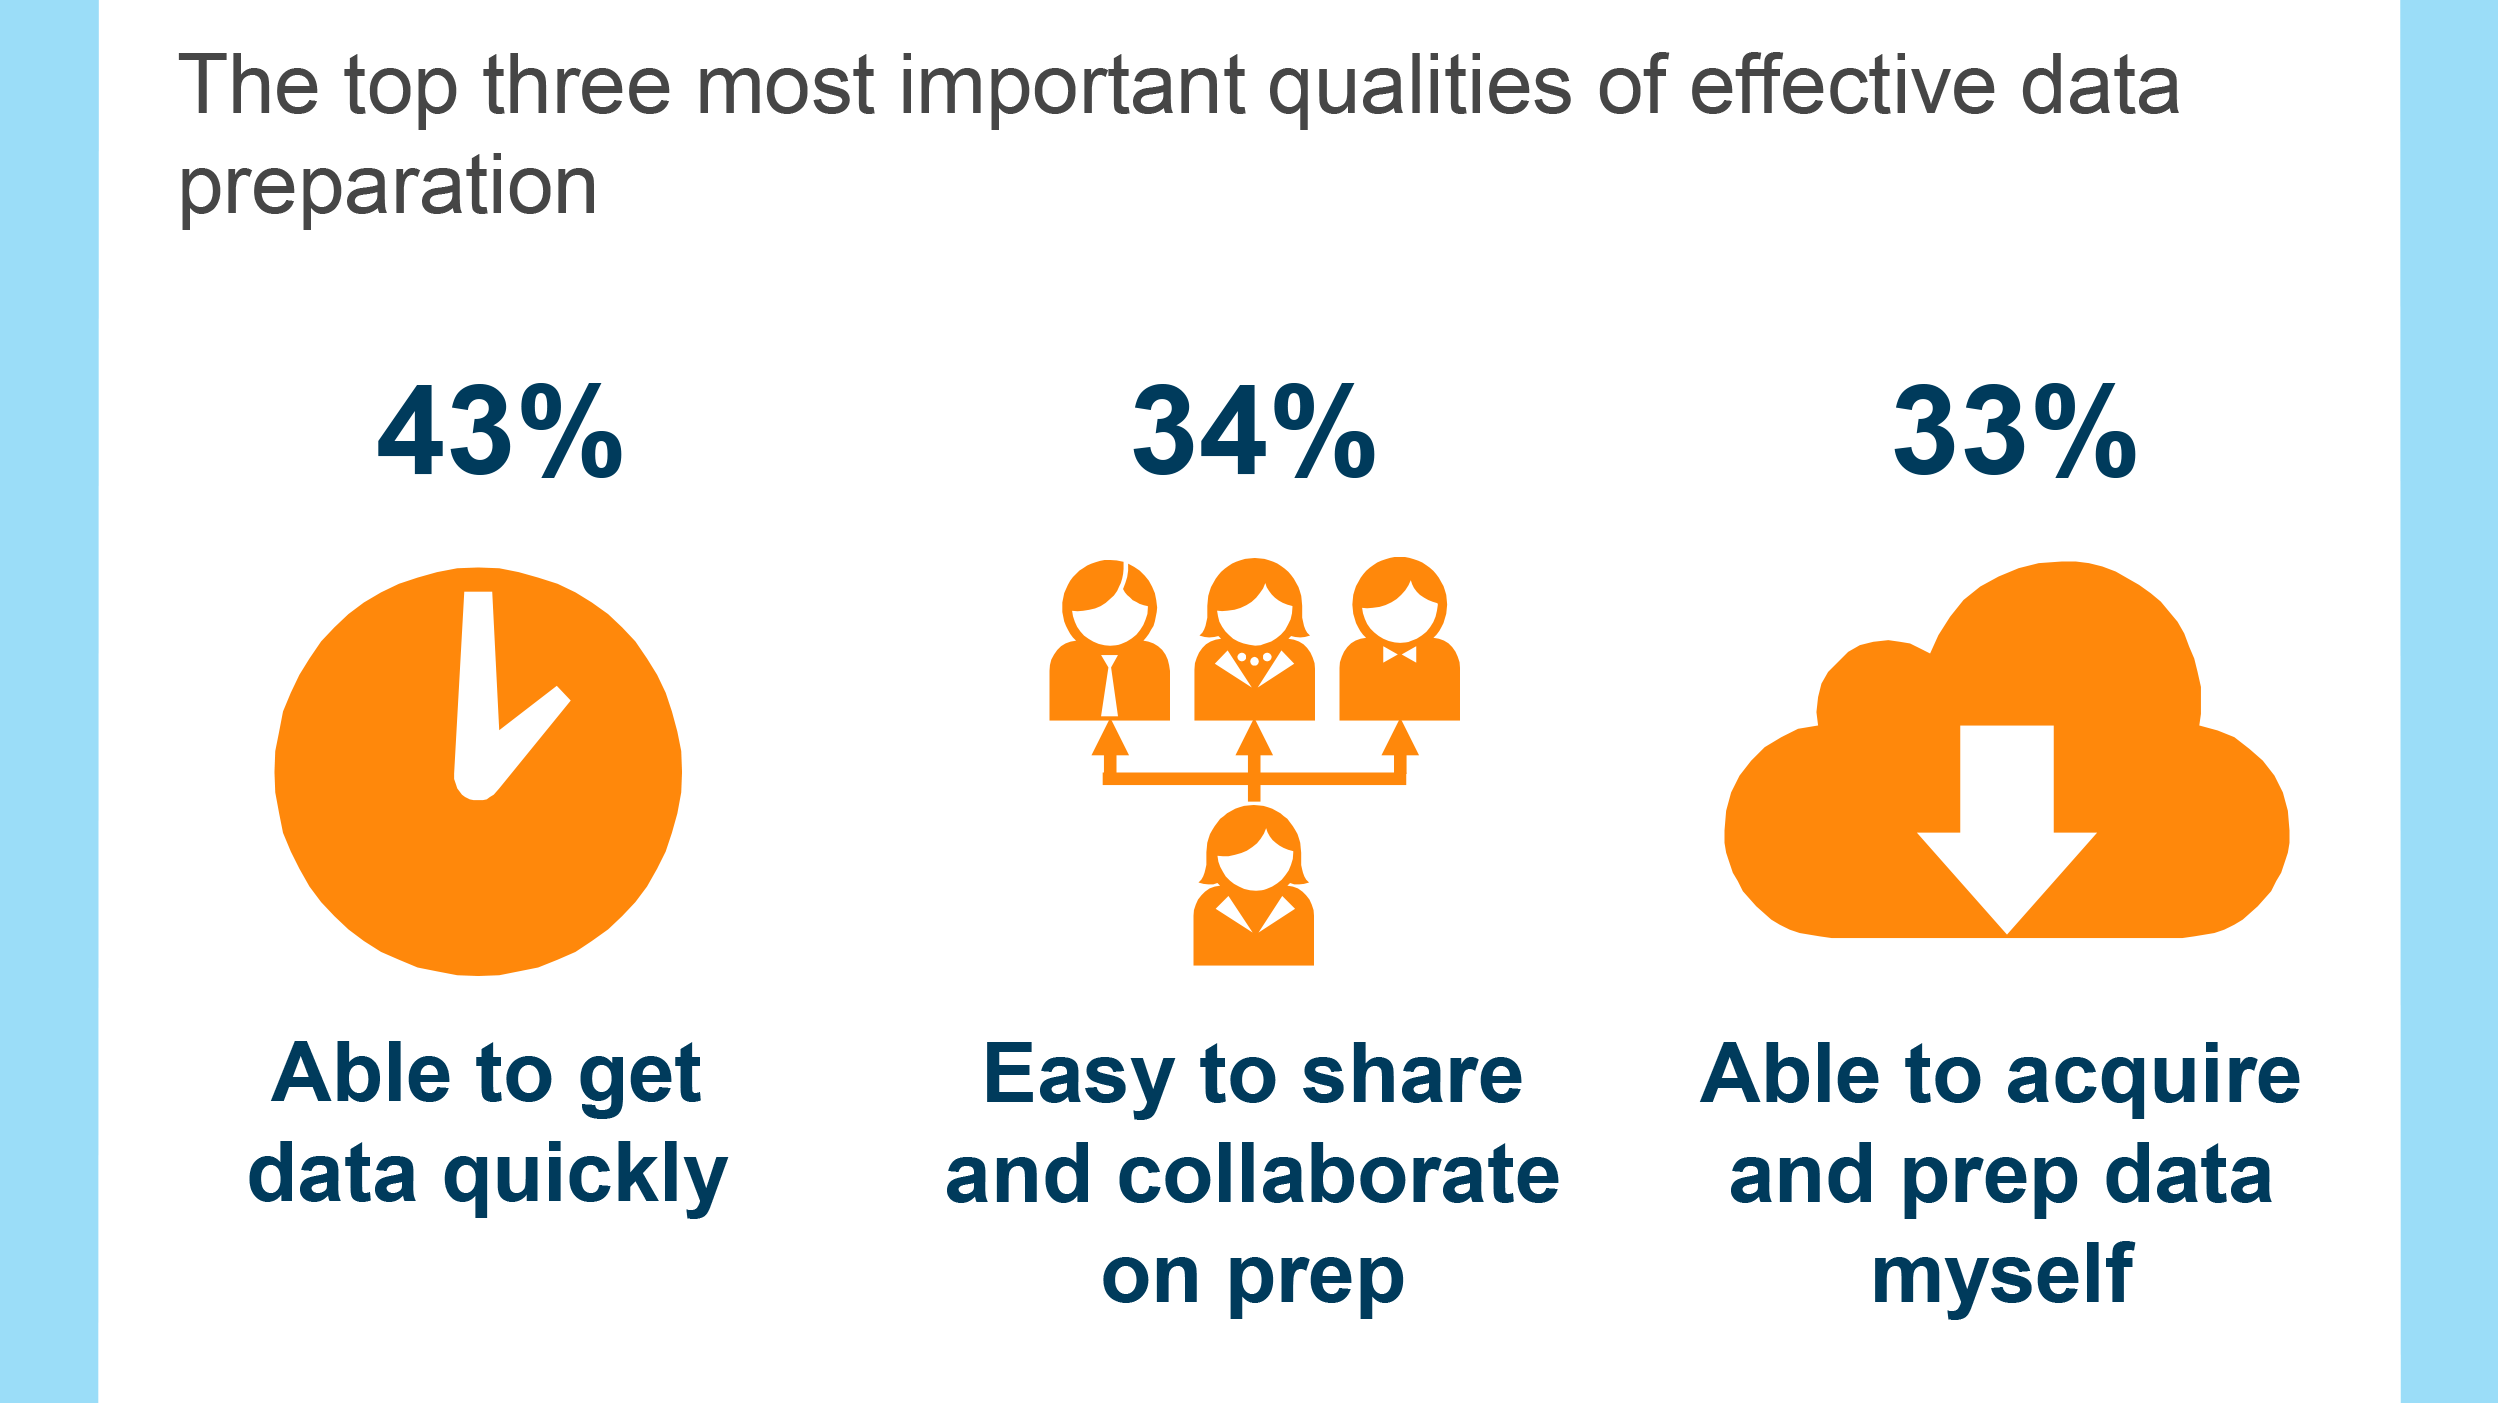 The top three most important qualities of effective data
preparation
43%
34%
33%
Able to get
data quickly
Easy to share
and collaborate
on prep
Able to acquire
and prep data
myself